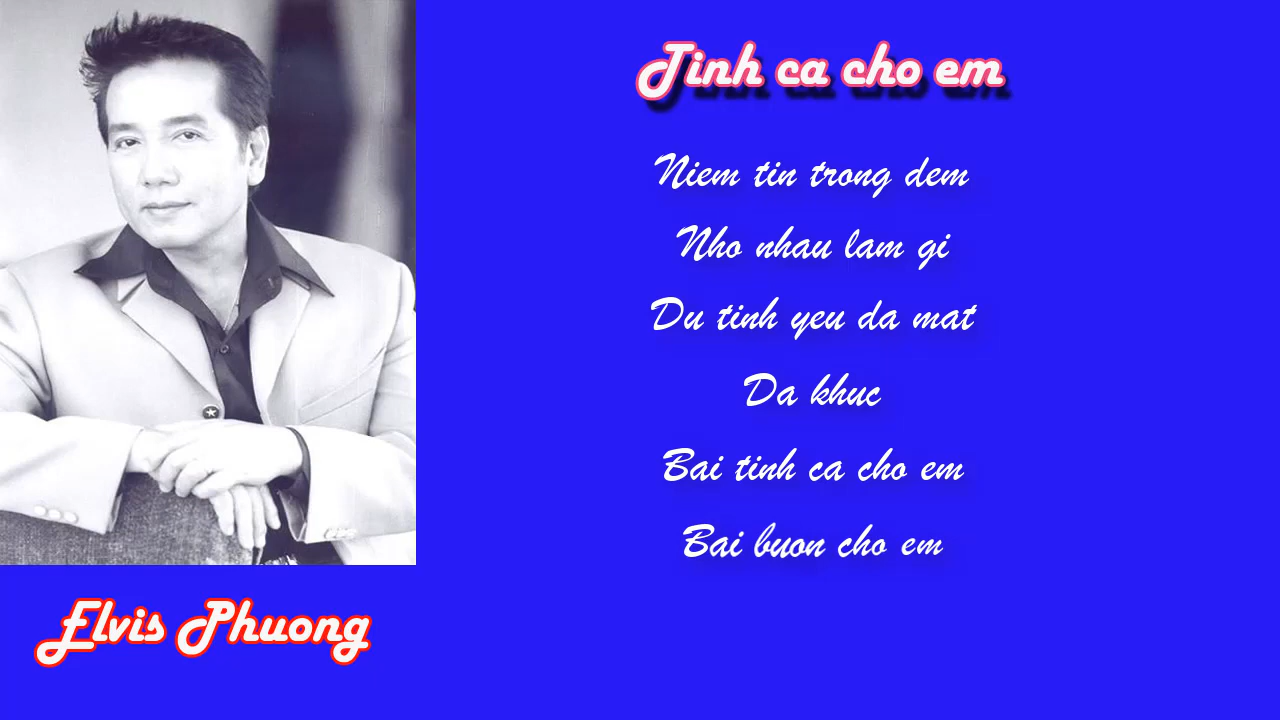 Tinh ca cho em
Niem tin trong dem
Nho nhau lam gi
Du tinh yeu da mat
Da khuc
Bai tinh ca cho em
Bai buon cho em
Elvis Phuong